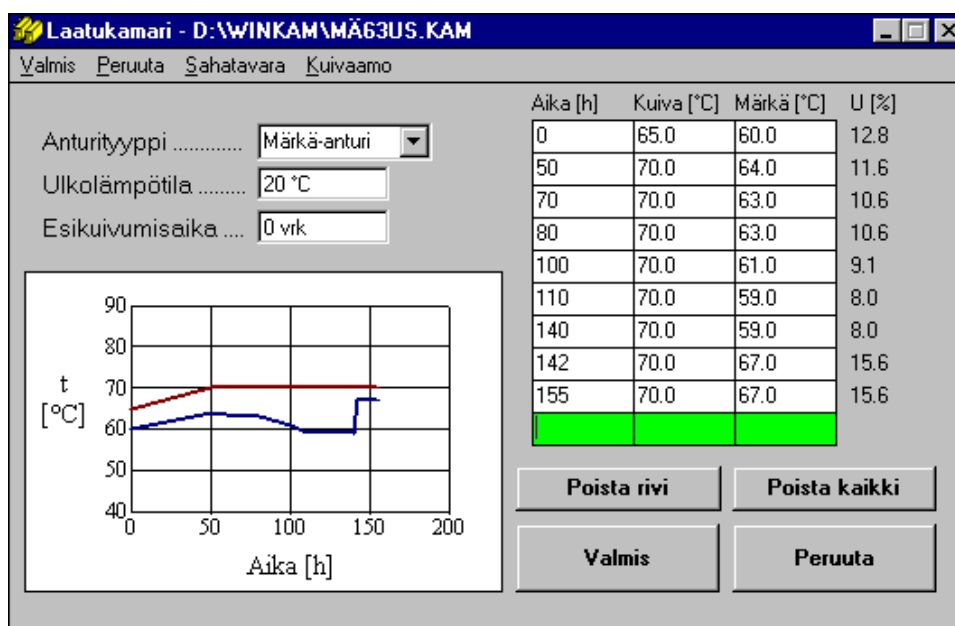 Laatukamari - D:\WINKAM\MÄ63US.KAM
Valmis Peruuta Sahatavara Kuivaamo
Anturityyppi ............ Märkä-anturi
Ulkolämpötila ......... 20 °C
Esikuivumisaika .... 0 vrk
Aika [h] Kuiva [°C] Märkä [°C] U [%]
0 65.0 60.0 12.8
50 70.0 64.0 11.6
70 70.0 63.0 10.6
80 70.0 63.0 10.6
100 70.0 61.0 9.1
110 70.0 59.0 8.0
140 70.0 59.0 8.0
142 70.0 67.0 15.6
155 70.0 67.0 15.6
90
80
70
60
50
40
t
[°C]
0 50 100 150 200
Aika [h]
Poista rivi Poista kaikki
Valmis Peruuta